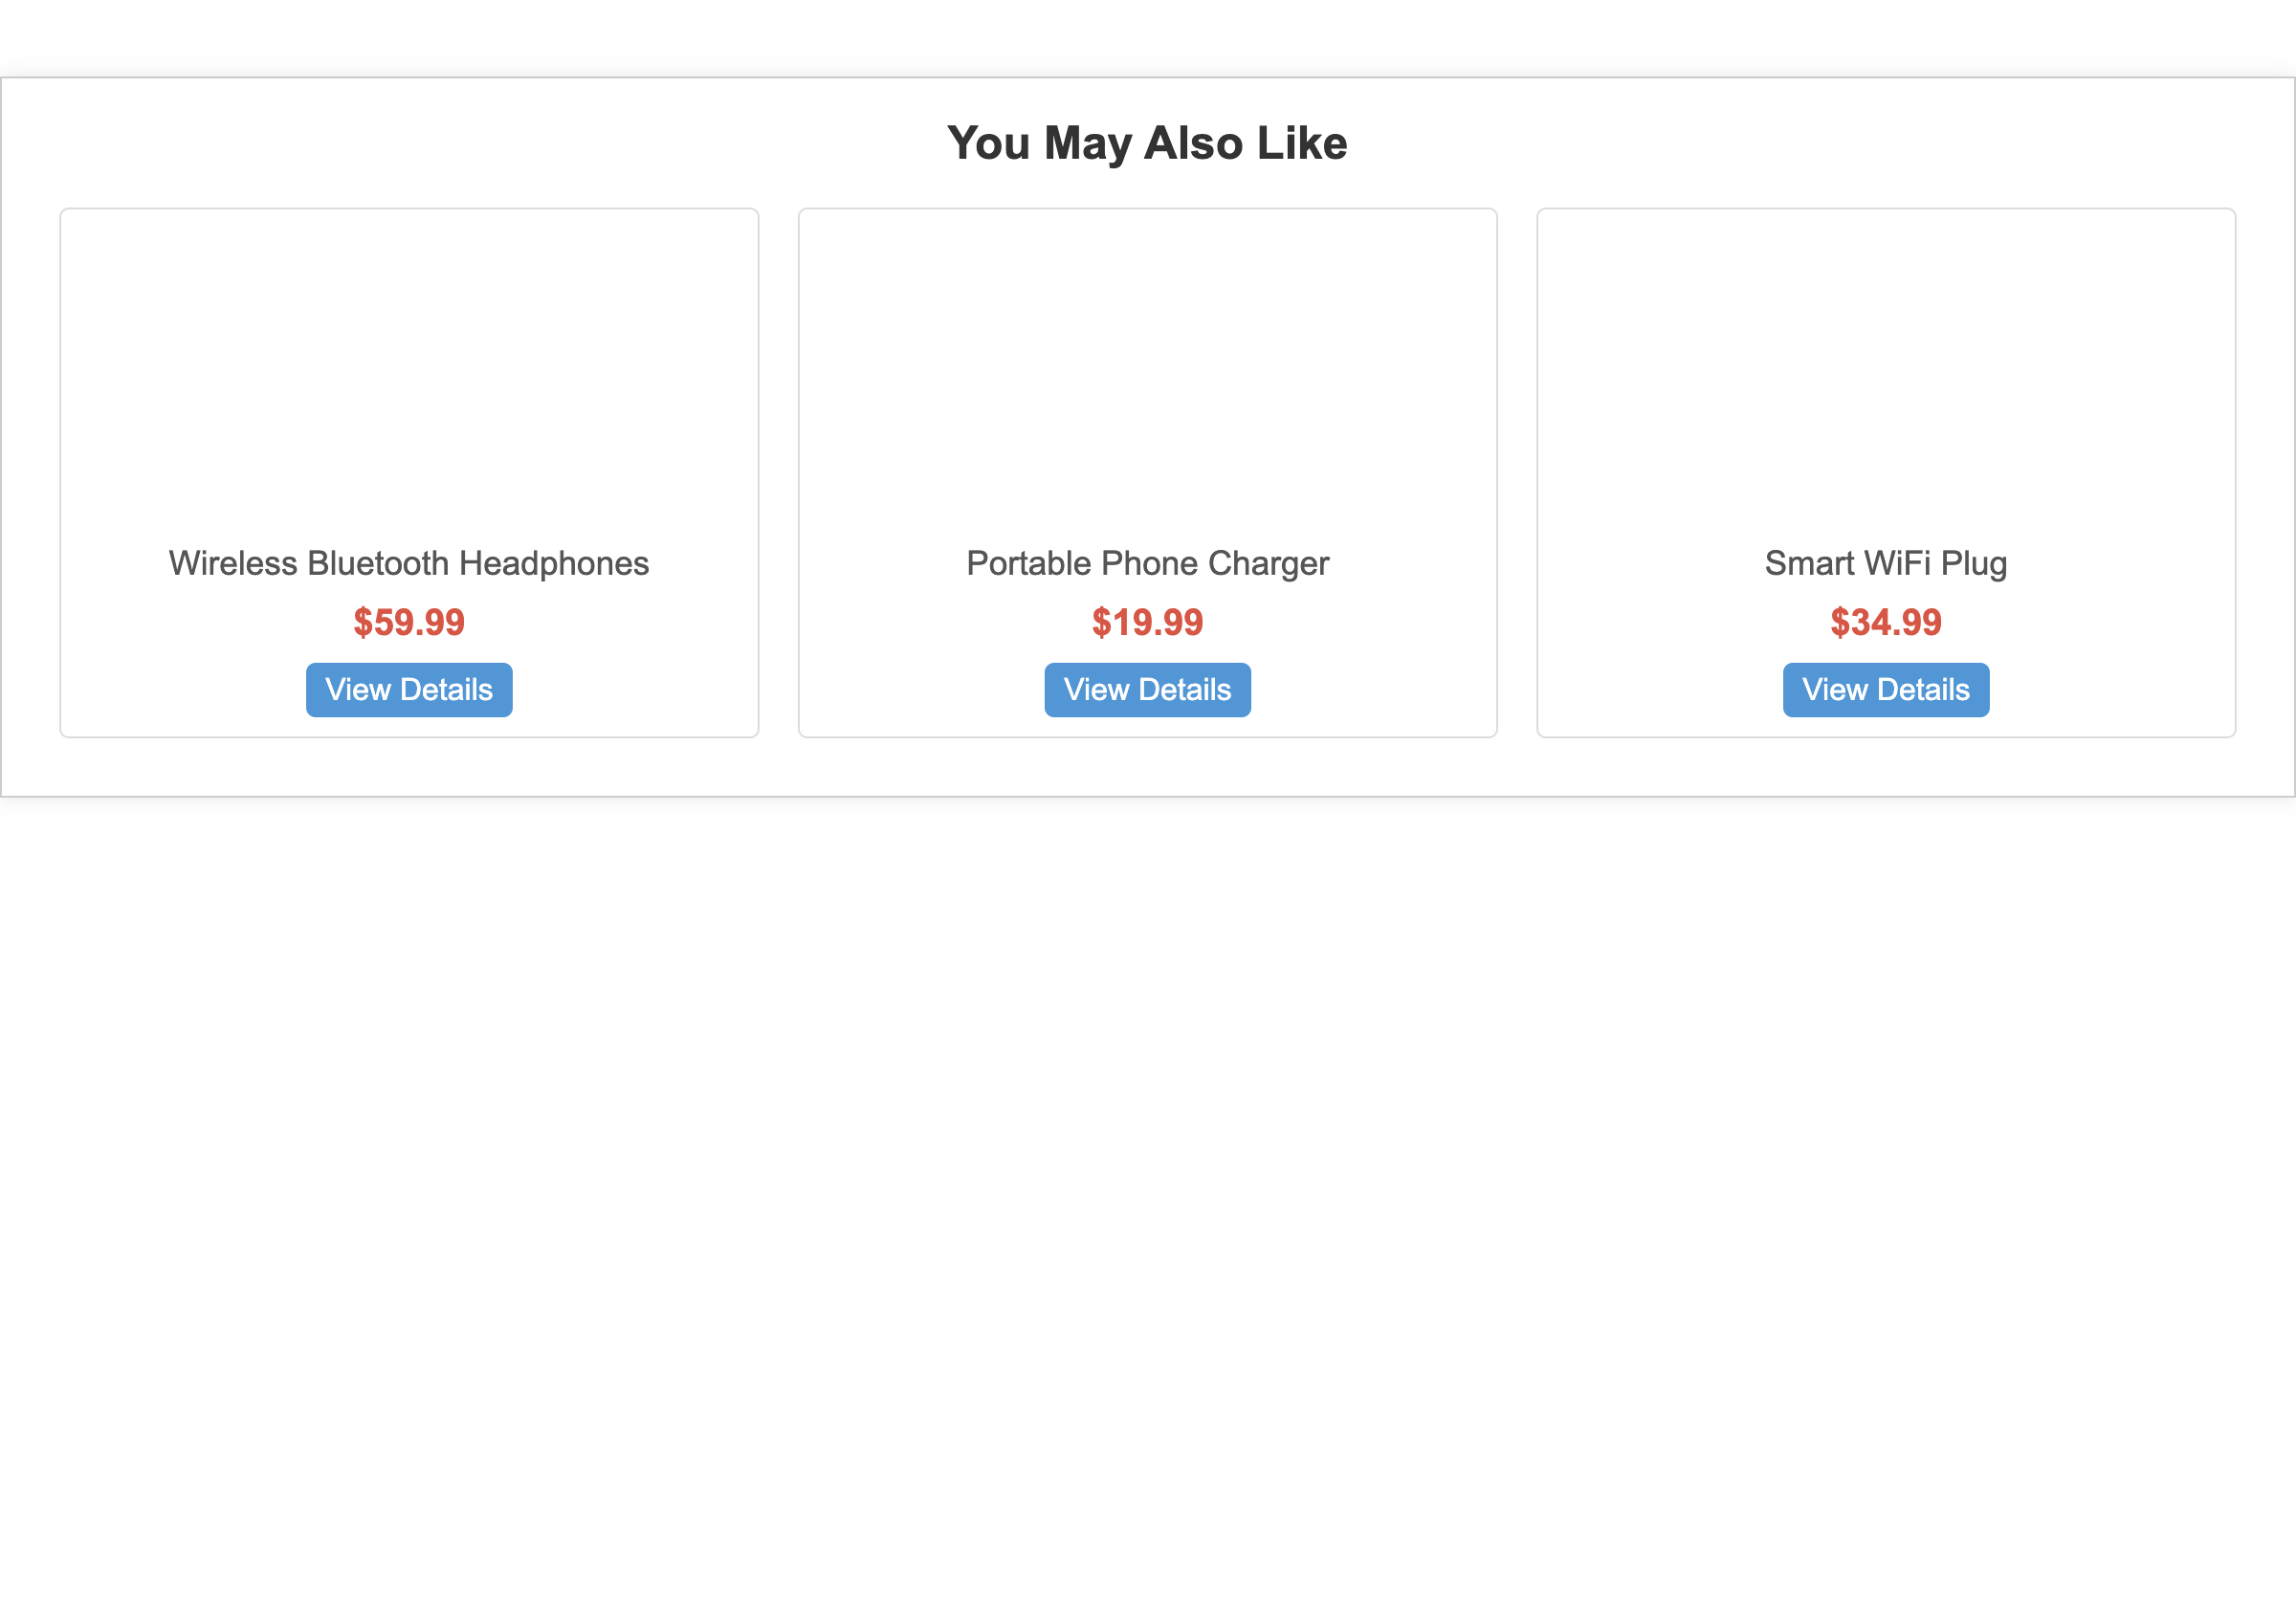 You May Also Like
Wireless Bluetooth Headphones
$59.99
View Details
Portable Phone Charger
$19.99
View Details
Smart WiFi Plug
$34.99
View Details